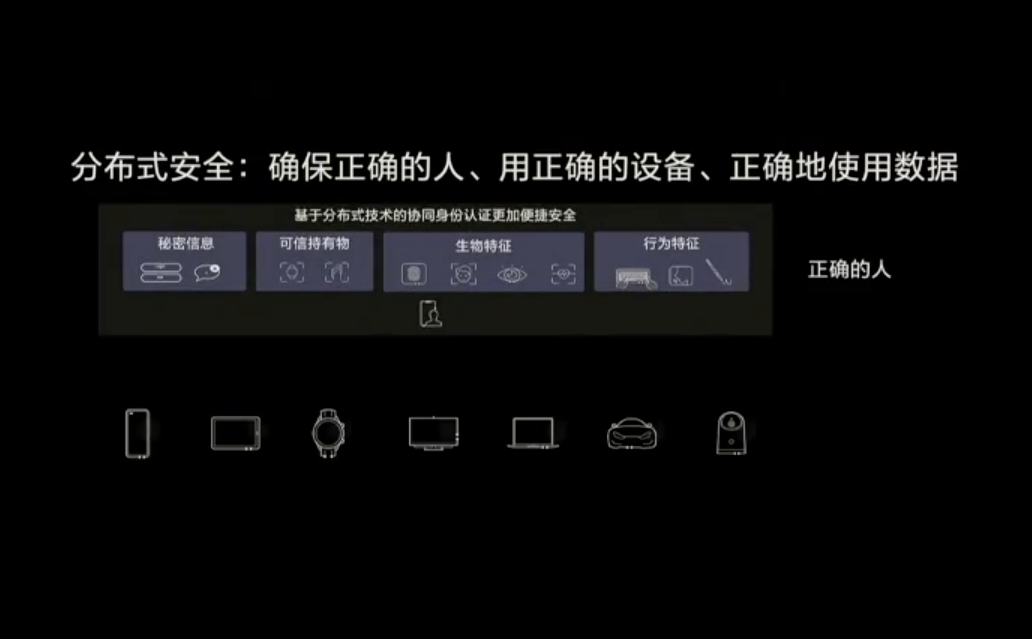 分布式安全：确保正确的人、用正确的设备、正确地使用数据
基于分布式技术的协同身份认证更加便捷安全
秘密信息
可信持有物
生物特征
行为特征
正确的人